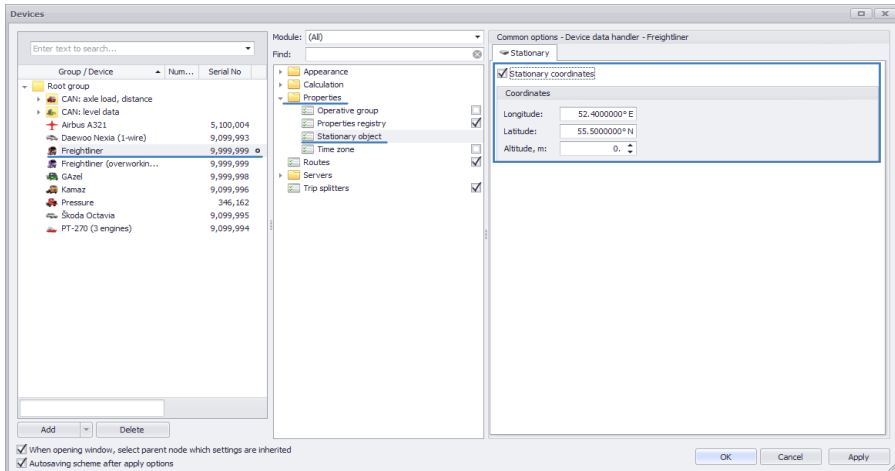 Devices
Enter text to search...
Group / Device Num... Serial No
Root group
CAN: axle load, distance
CAN: level data
Airbus A321 5,100,004
Daewoo Nexia (1-wire) 9,099,993
Freightliner 9,999,999
Freightliner (overworkin... 9,999,999
GAzel 9,999,998
Kamaz 9,099,996
Pressure 346,162
Škoda Octavia 9,099,995
PT-270 (3 engines) 9,099,994
Add Delete
When opening window, select parent node which settings are inherited
Autosaving scheme after apply options
Module: (All)
Find:
Appearance
Calculation
Properties
Operative group
Properties registry
Stationary object
Time zone
Routes
Servers
Trip splitters
Common options - Device data handler - Freightliner
Stationary
Stationary coordinates
Coordinates
Longitude: 52.4000000° E
Latitude: 55.5000000° N
Altitude, m: 0.
OK Cancel Apply